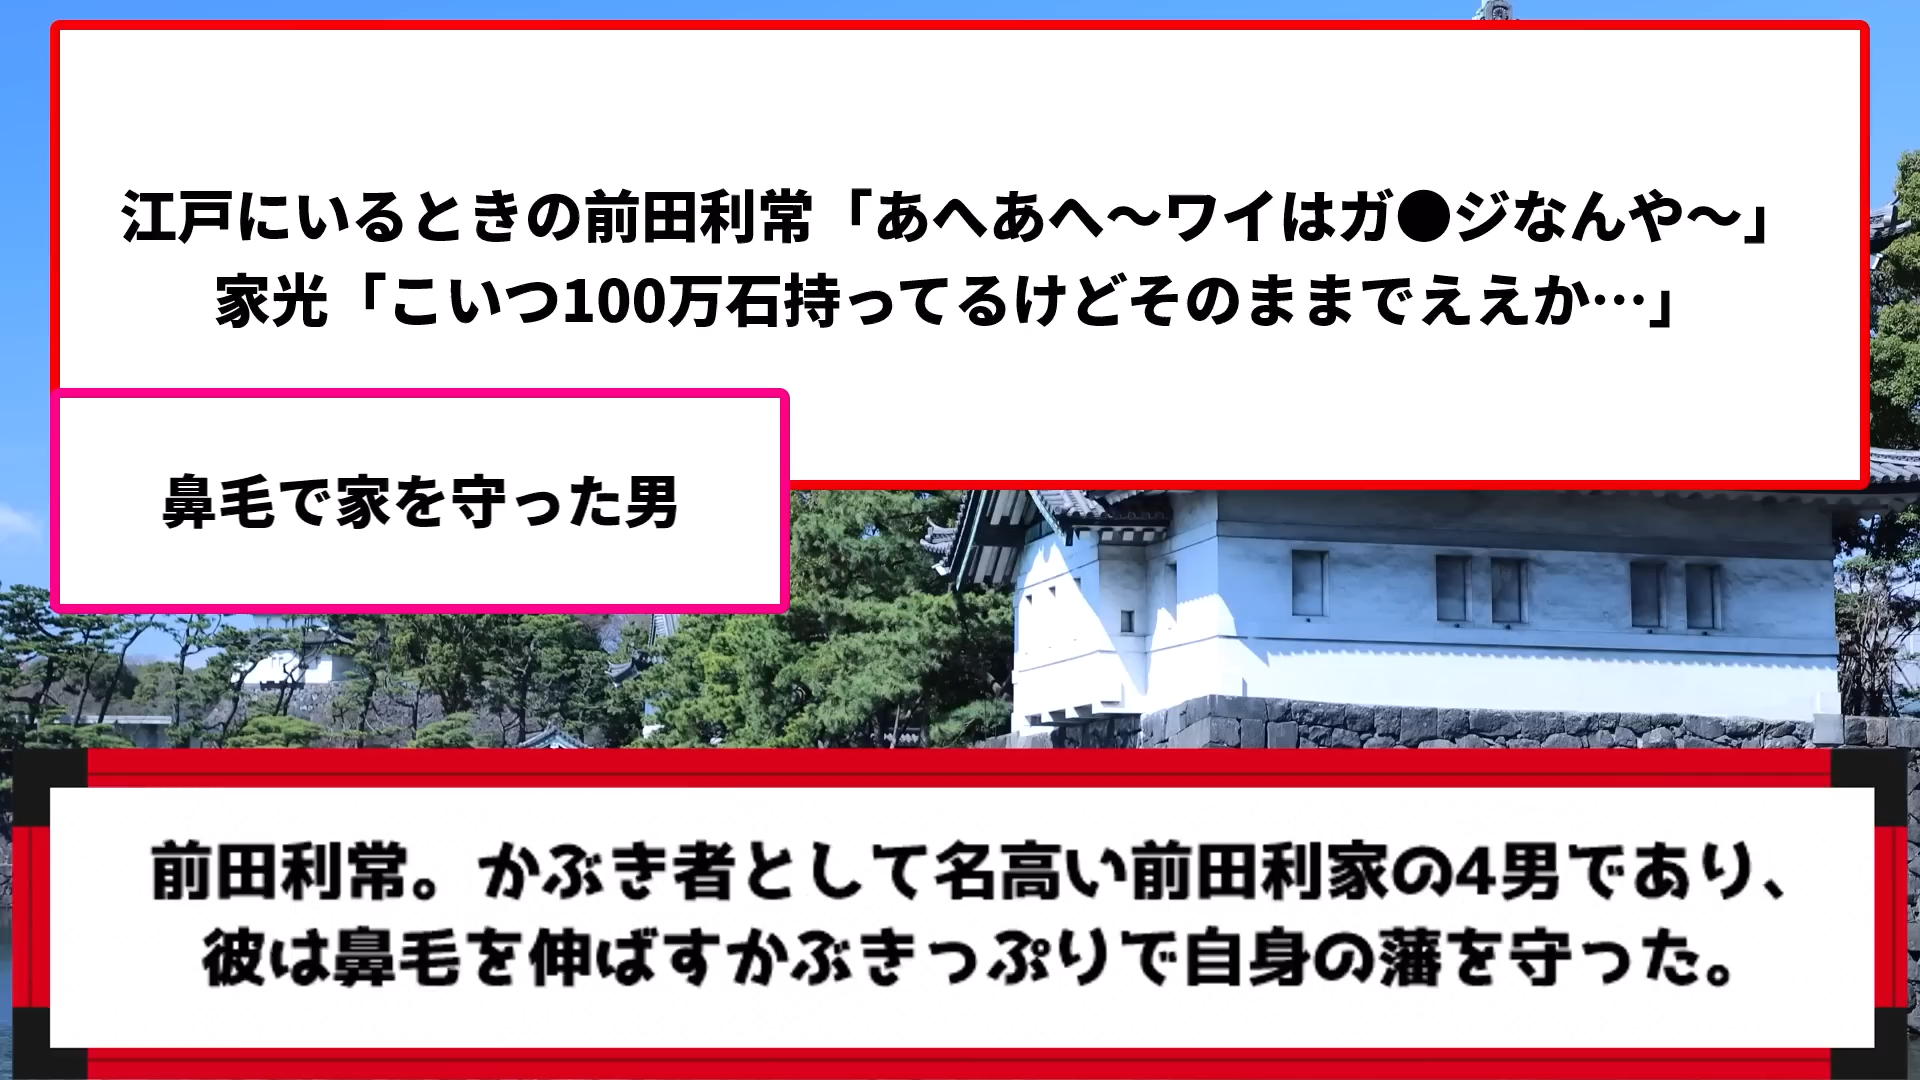 江戸にいるときの前田利常「あへあへ～ワイはガ●ジなんや～」
家光「こいつ100万石持ってるけどそのままでええか…」
鼻毛で家を守った男
前田利常。かぶき者として名高い前田利家の4男であり、
彼は鼻毛を伸ばすかぶきっぷりで自身の藩を守った。